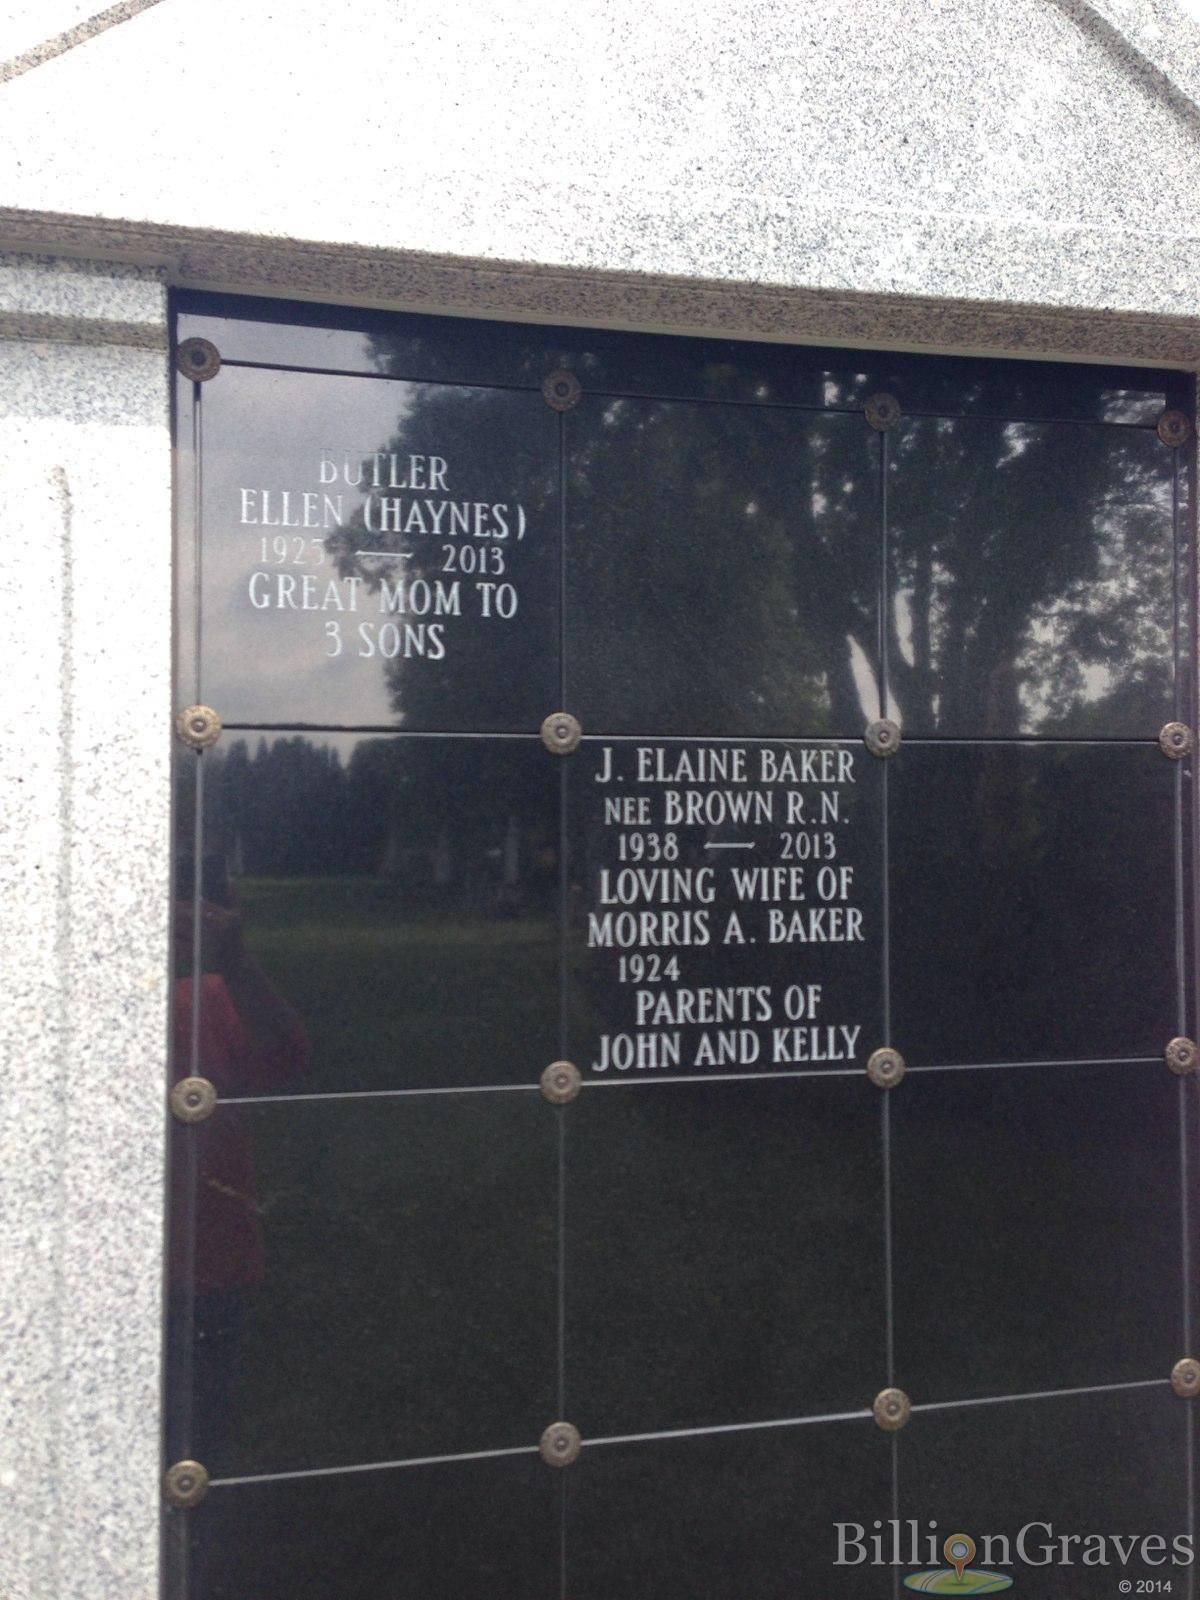 BUTLER
ELLEN (HAYNES)
1925 — 2013
GREAT MOM TO
3 SONS
J. ELAINE BAKER
NEE BROWN R.N.
1938 — 2013
LOVING WIFE OF
MORRIS A. BAKER
1924
PARENTS OF
JOHN AND KELLY
BillionGraves
© 2014